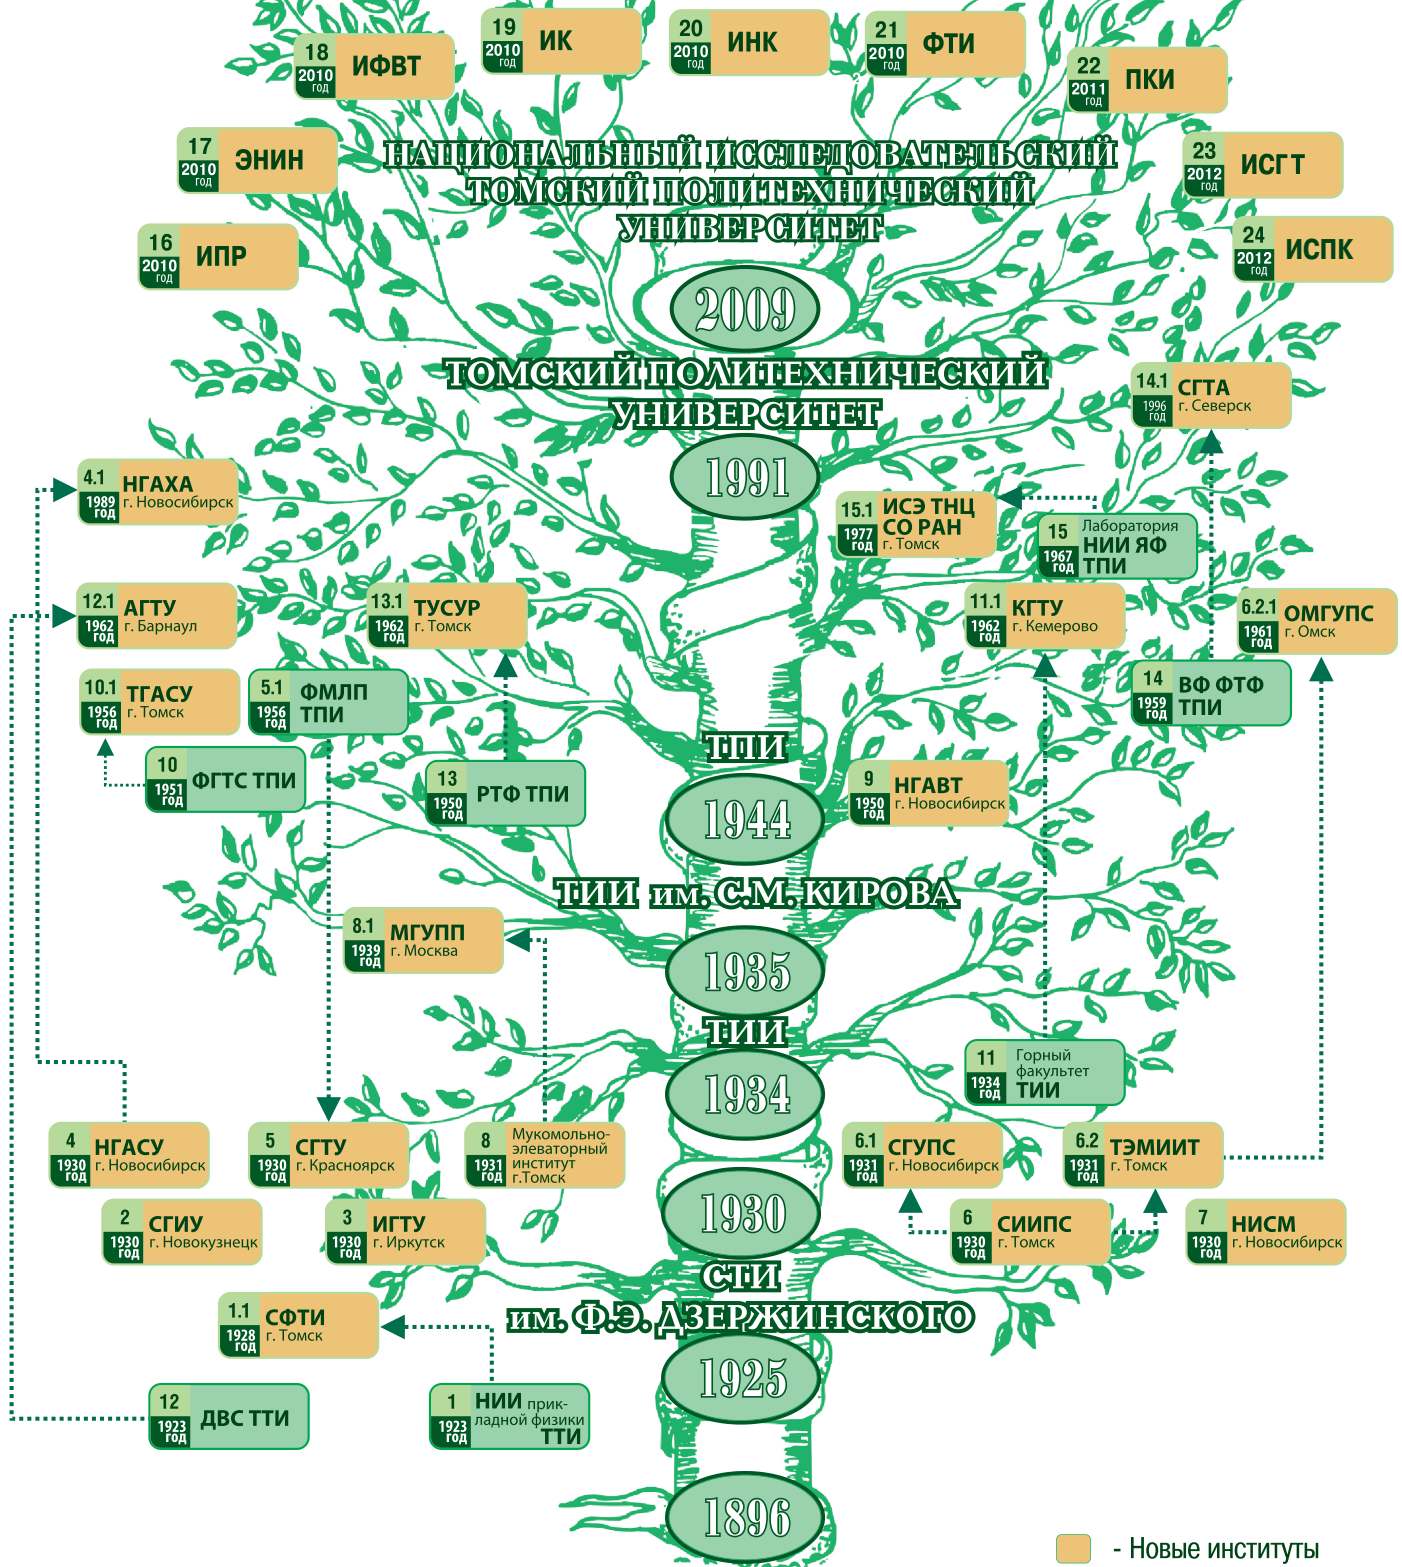 18
2010
год
ИФВТ
19
2010
год
ИК
20
2010
год
ИНК
21
2010
год
ФТИ
22
2011
год
ПКИ
17
2010
год
ЭНИН
23
2012
год
ИСГТ
16
2010
год
ИПР
24
2012
год
ИСПК
НАЦИОНАЛЬНЫЙ ИССЛЕДОВАТЕЛЬСКИЙ
ТОМСКИЙ ПОЛИТЕХНИЧЕСКИЙ
УНИВЕРСИТЕТ
2009
ТОМСКИЙ ПОЛИТЕХНИЧЕСКИЙ
УНИВЕРСИТЕТ
1991
14.1
1996
год
СГТА
г. Северск
4.1
1989
год
НГАХА
г. Новосибирск
15.1
1977
год
ИСЭ ТНЦ
СО РАН
г. Томск
15
1967
год
Лаборатория
НИИ ЯФ
ТПИ
12.1
1962
год
АГТУ
г. Барнаул
13.1
1962
год
ТУСУР
г. Томск
11.1
1962
год
КГТУ
г. Кемерово
6.2.1
1961
год
ОМГУПС
г. Омск
10.1
1956
год
ТГАСУ
г. Томск
5.1
1956
год
ФМЛП
ТПИ
14
1959
год
ВФ ФТФ
ТПИ
10
1951
год
ФГТС ТПИ
13
1950
год
РТФ ТПИ
ТПИ
1944
9
1950
год
НГАВТ
г. Новосибирск
ТИИ им. С.М. КИРОВА
1935
8.1
1939
год
МГУПП
г. Москва
ТИИ
1934
11
1934
год
Горный
факультет
ТИИ
4
1930
год
НГАСУ
г. Новосибирск
5
1930
год
СГТУ
г. Красноярск
8
1931
год
Мукомольно-
элеваторный
институт
г.Томск
6.1
1931
год
СГУПС
г. Новосибирск
6.2
1931
год
ТЭМИИТ
г. Томск
2
1930
год
СГИУ
г. Новокузнецк
3
1930
год
ИГТУ
г. Иркутск
1930
6
1930
год
СИИПС
г. Томск
7
1930
год
НИСМ
г. Новосибирск
СТИ
им. Ф.Э. ДЗЕРЖИНСКОГО
1925
1.1
1928
год
СФТИ
г. Томск
12
1923
год
ДВС ТТИ
1
1923
год
НИИ прик-
ладной физики
ТТИ
1896
- Новые институты